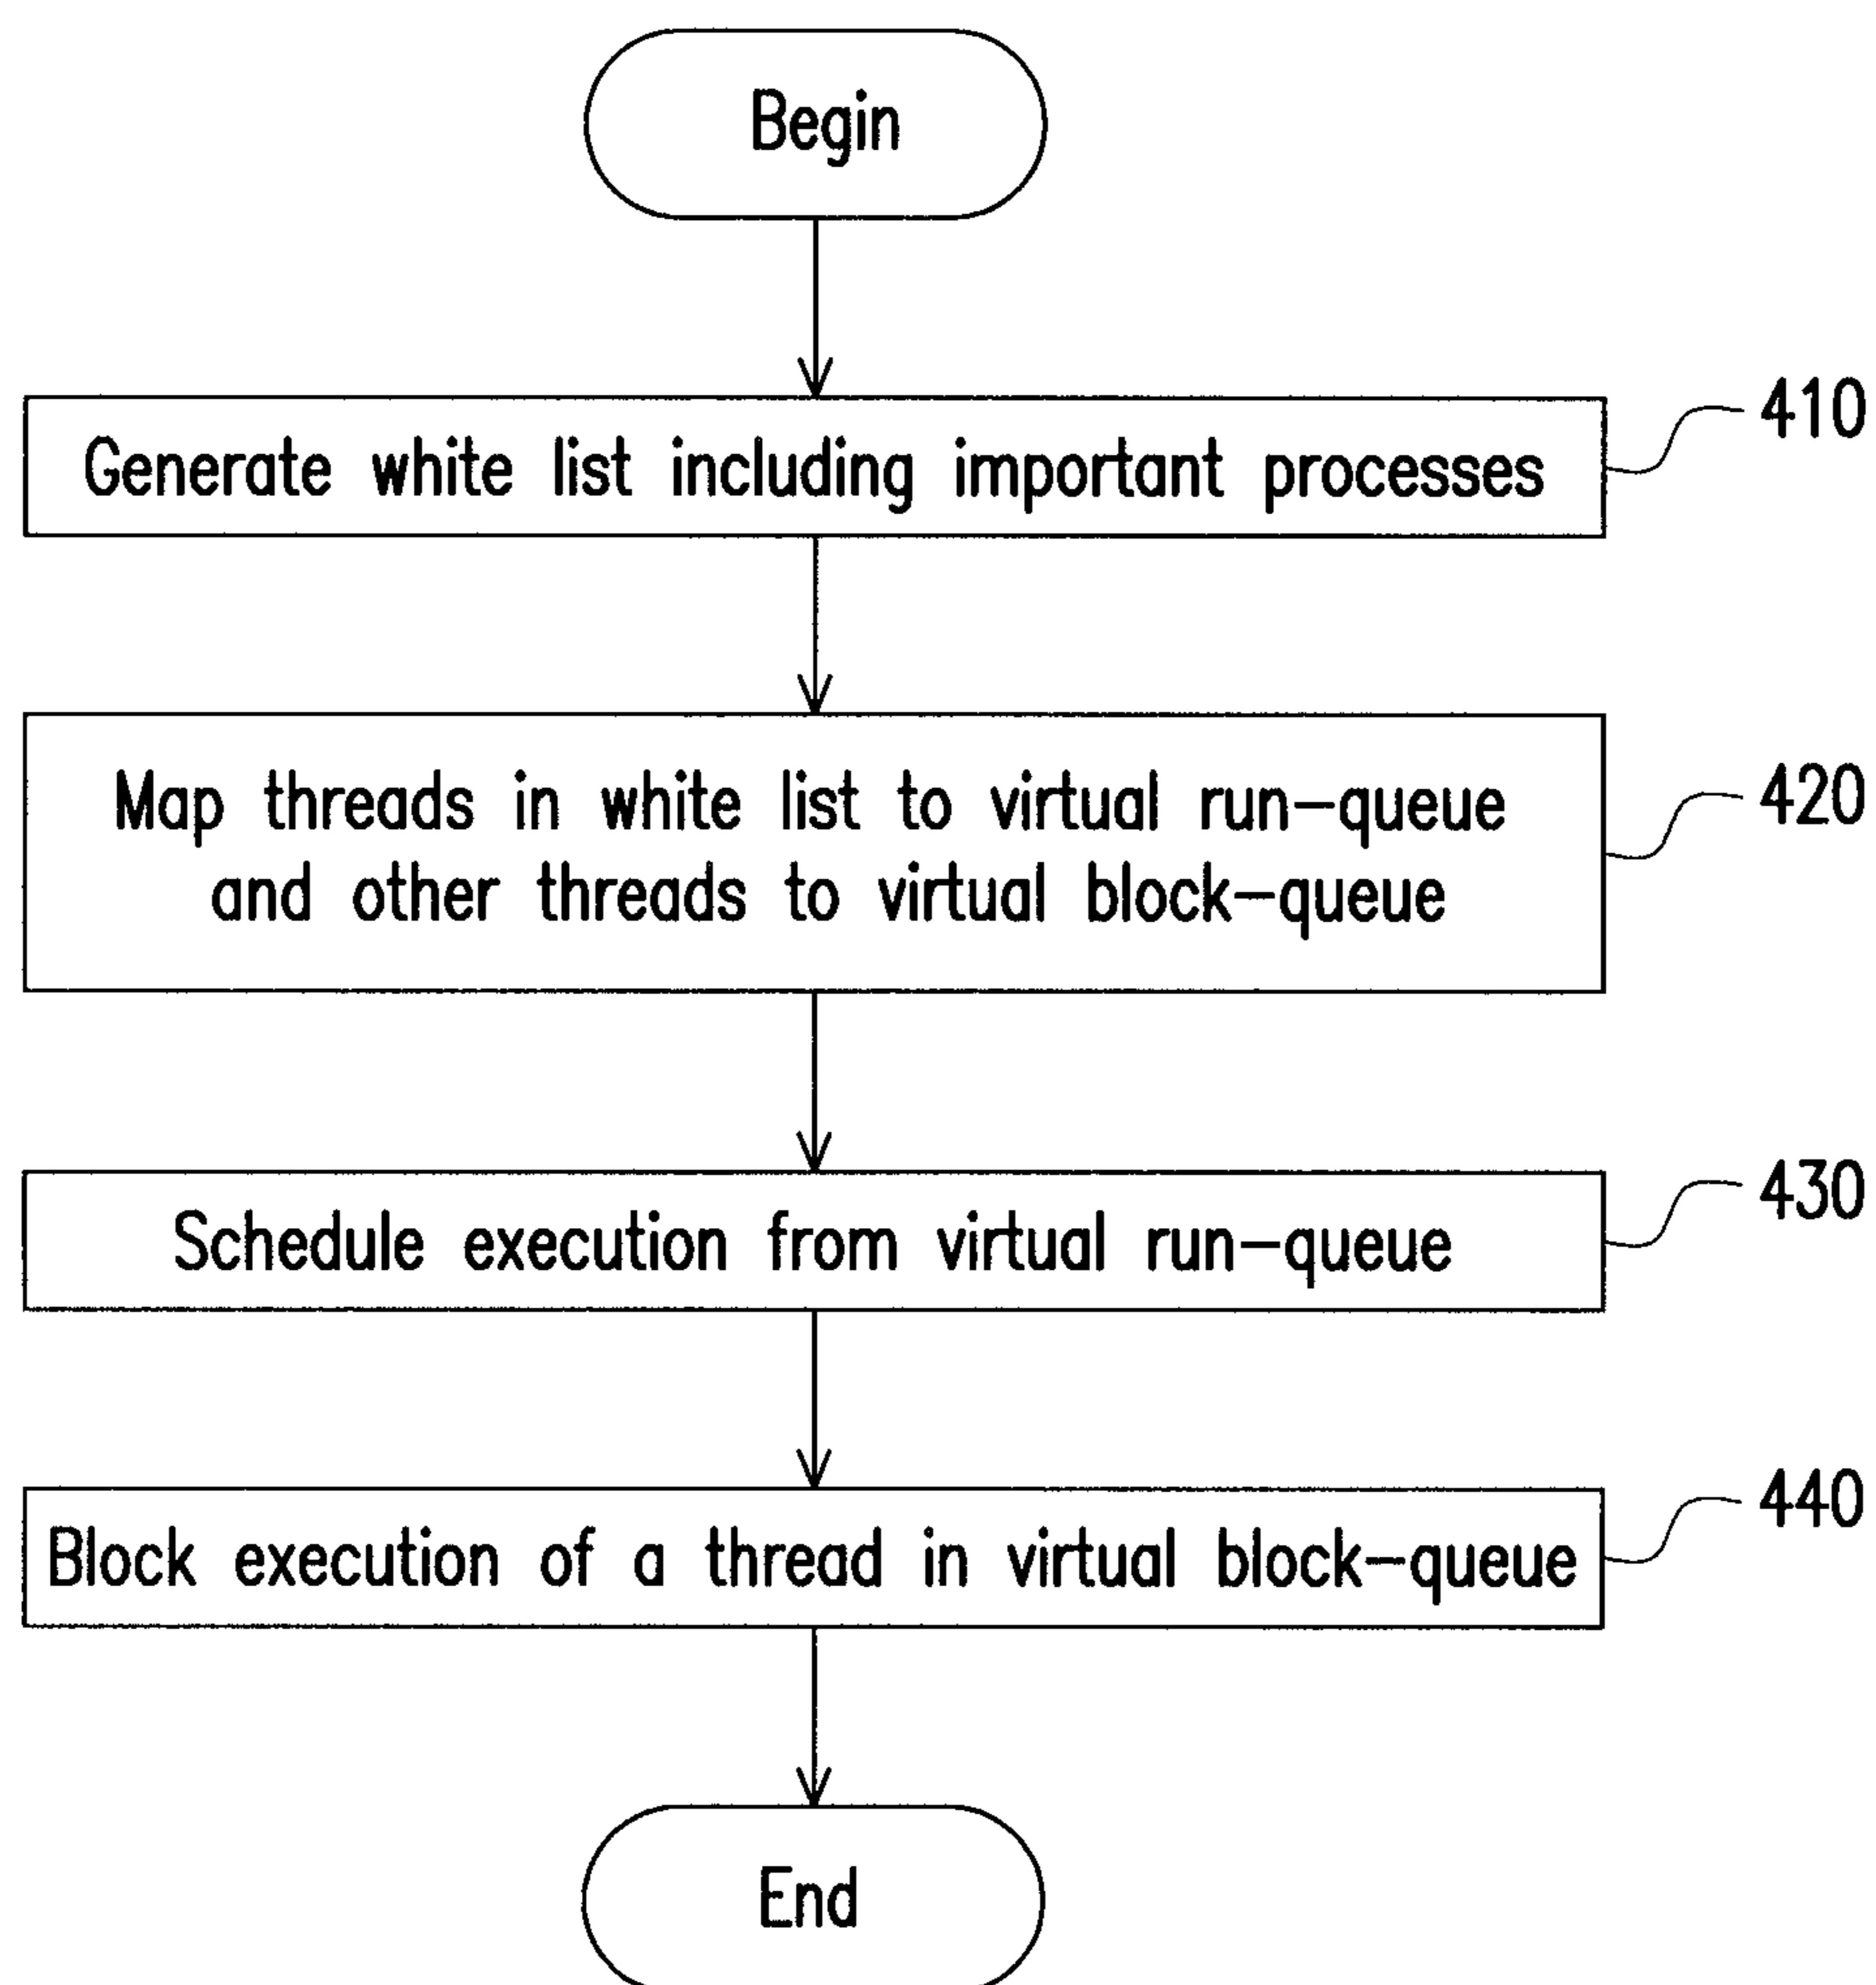 Begin
Generate white list including important processes
410
Map threads in white list to virtual run-queue
and other threads to virtual block-queue
420
Schedule execution from virtual run-queue
430
Block execution of a thread in virtual block-queue
440
End